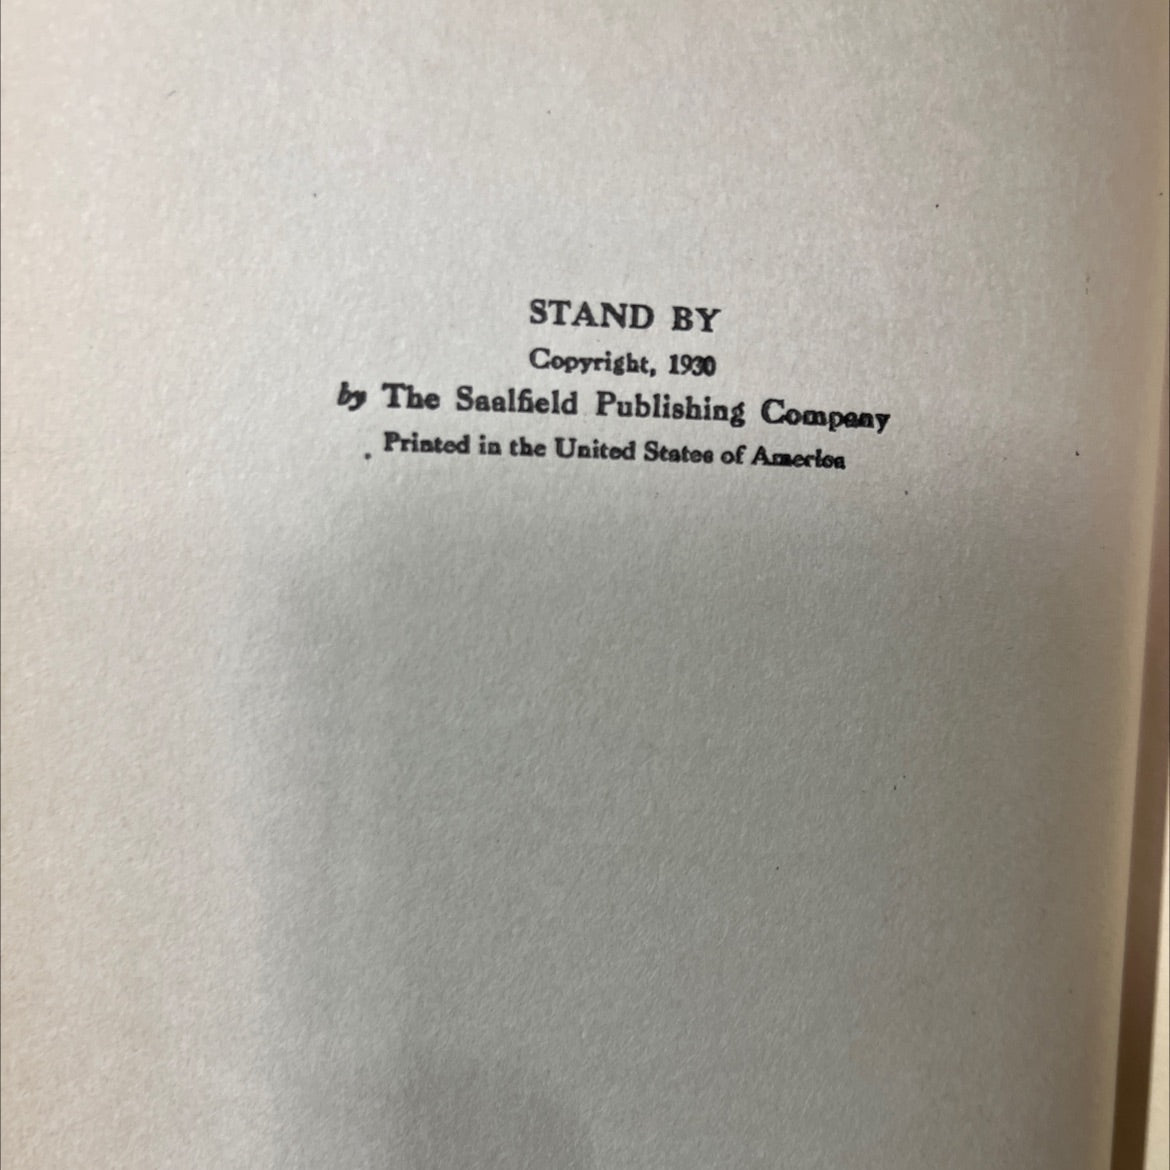 STAND BY
Copyright, 1930
by The Saalfield Publishing Company
Printed in the United States of America